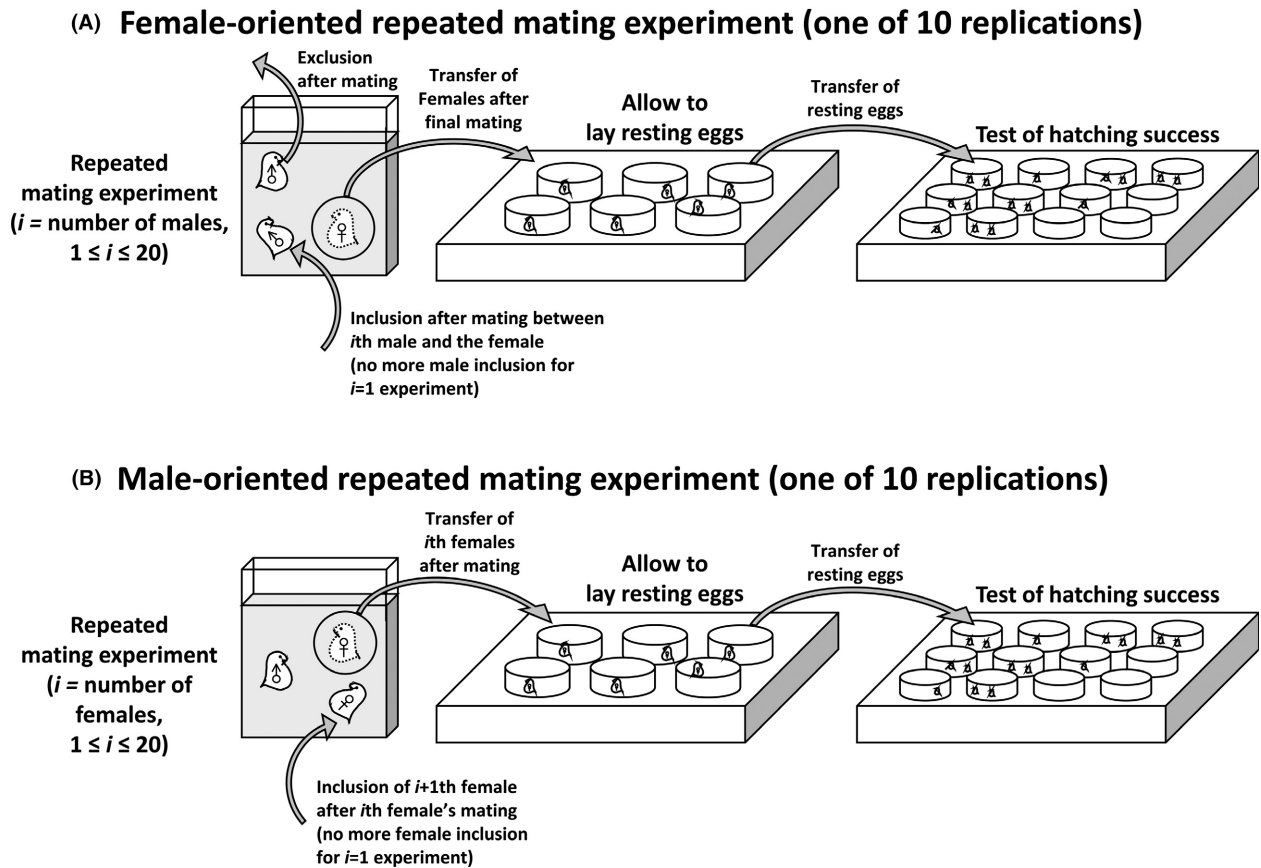 (A) Female-oriented repeated mating experiment (one of 10 replications)
Exclusion
after mating
Transfer of
Females after
final mating
Allow to
lay resting eggs
Transfer of
resting eggs
Test of hatching success
Repeated
mating experiment
(i = number of males,
1 ≤ i ≤ 20)
Inclusion after mating between
ith male and the female
(no more male inclusion for
i=1 experiment)
(B) Male-oriented repeated mating experiment (one of 10 replications)
Transfer of
ith females
after mating
Allow to
lay resting eggs
Transfer of
resting eggs
Test of hatching success
Repeated
mating experiment
(i = number of
females,
1 ≤ i ≤ 20)
Inclusion of i+1th female
after ith female's mating
(no more female inclusion
for i=1 experiment)